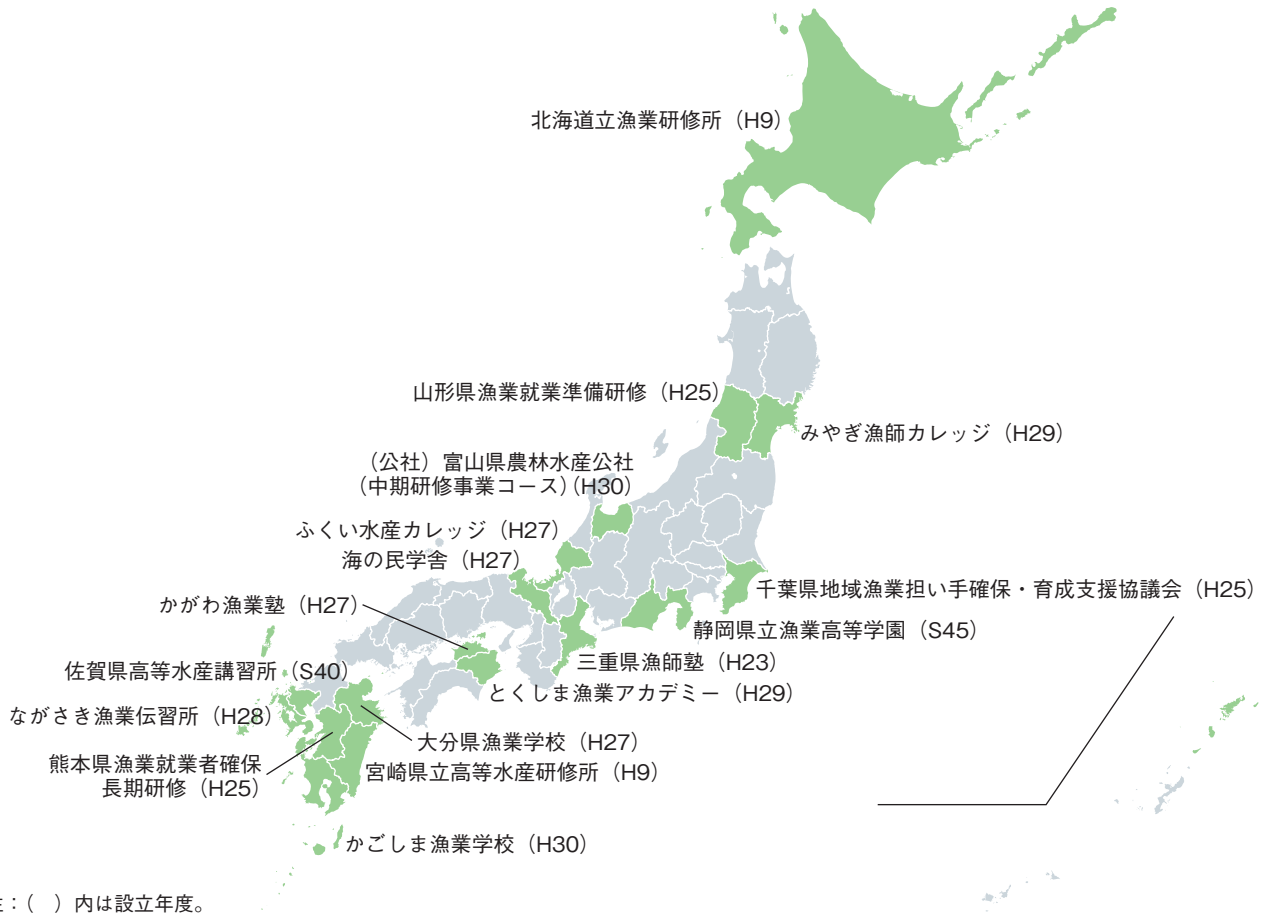 北海道立漁業研修所（H9）
山形県漁業就業準備研修（H25）
みやぎ漁師カレッジ（H29）
（公社）富山県農林水産公社
（中期研修事業コース）（H30）
ふくい水産カレッジ（H27）
海の民学舎（H27）
千葉県地域漁業担い手確保・育成支援協議会（H25）
かがわ漁業塾（H27）
静岡県立漁業高等学園（S45）
三重県漁師塾（H23）
佐賀県高等水産講習所（S40）
とくしま漁業アカデミー（H29）
ながさき漁業伝習所（H28）
大分県漁業学校（H27）
熊本県漁業就業者確保
長期研修（H25）
宮崎県立高等水産研修所（H9）
かごしま漁業学校（H30）
：（　）内は設立年度。